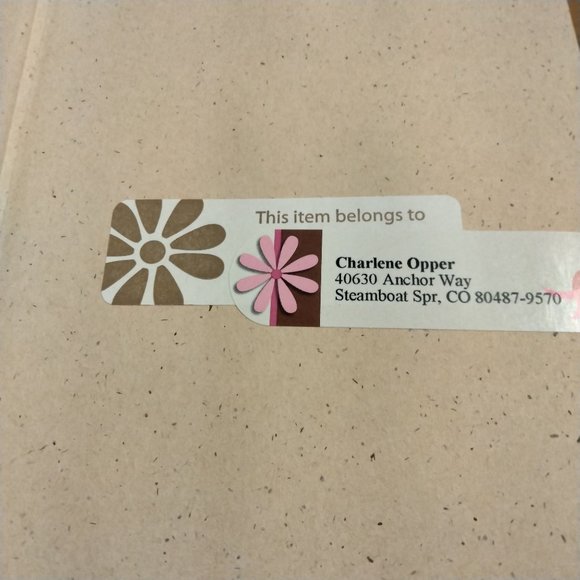 This item belongs to
Charlene Opper
40630 Anchor Way
Steamboat Spr, CO 80487-9570